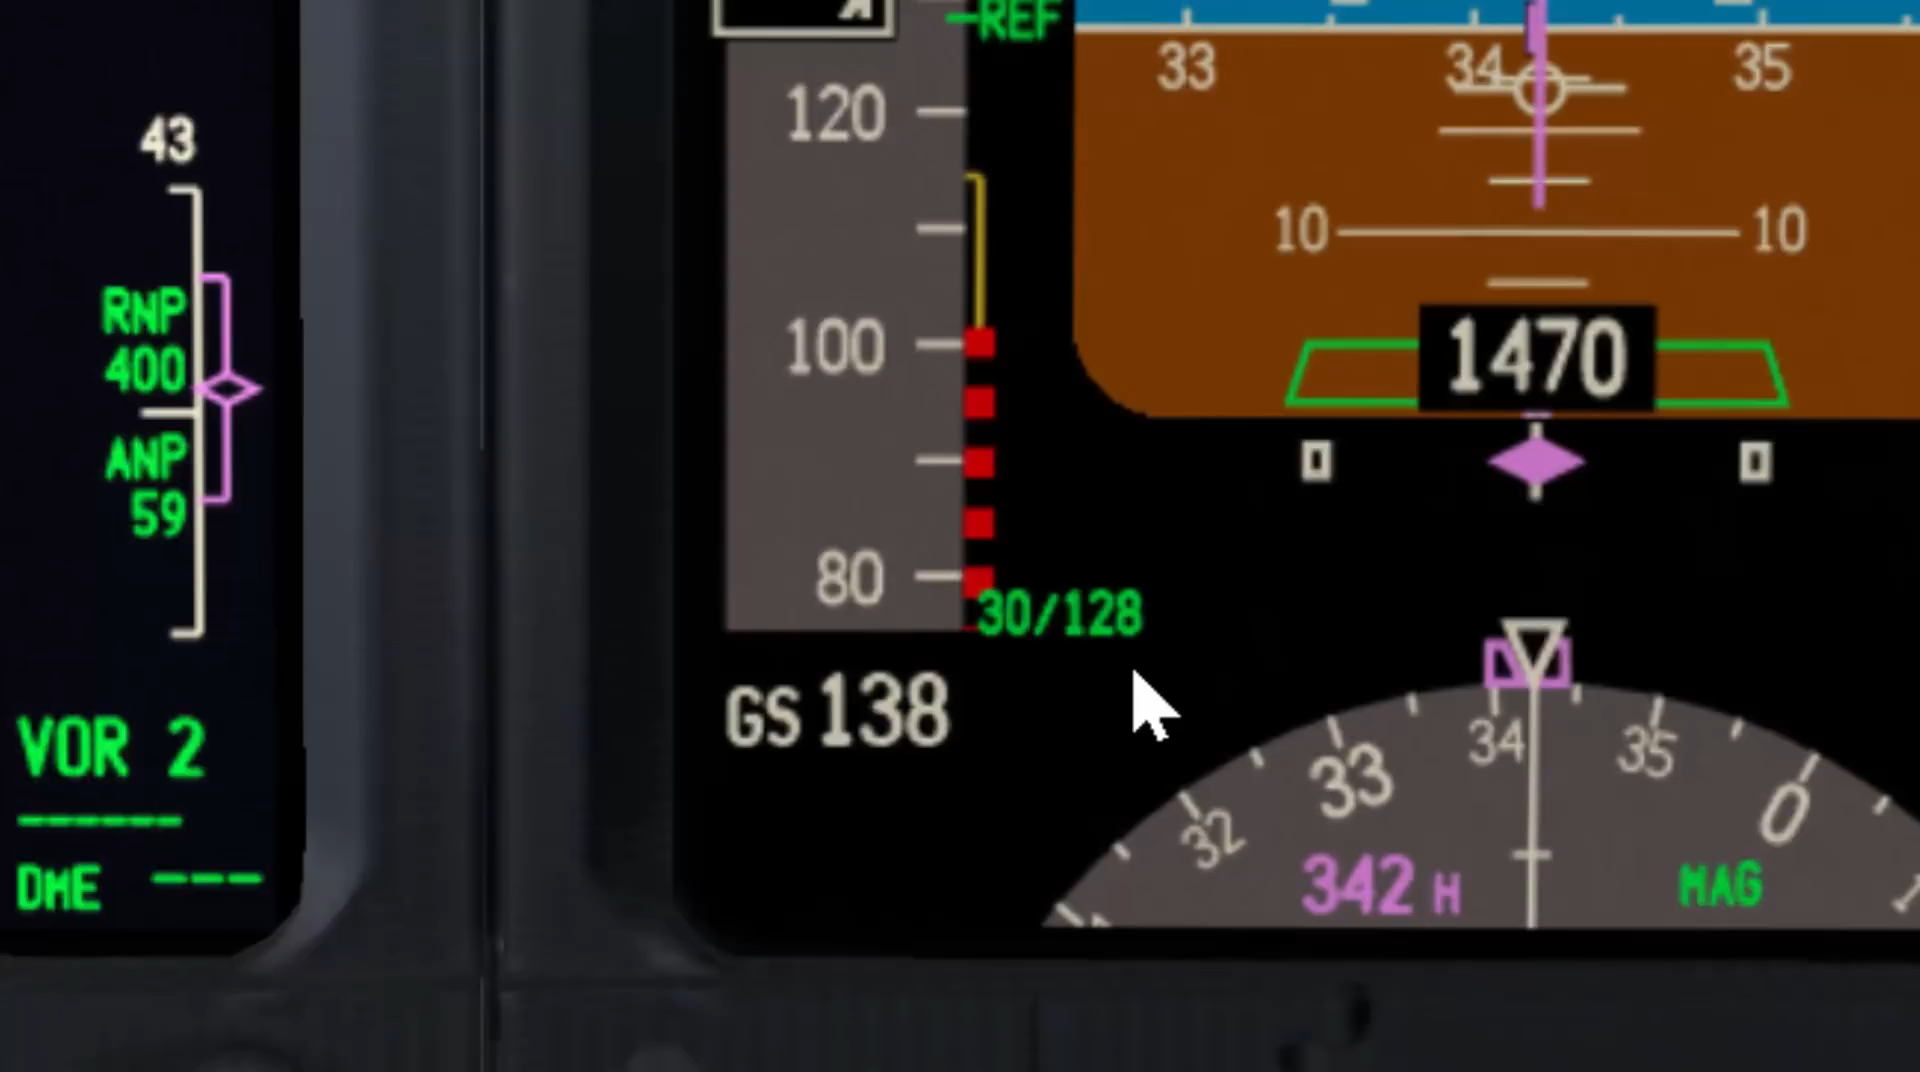 43
RNP
400
ANP
59
VOR 2
------
DME ---
REF
120
100
80
30/128
GS 138
33 34 35
10 10
1470
32 33 34 35 0
342 H MAG